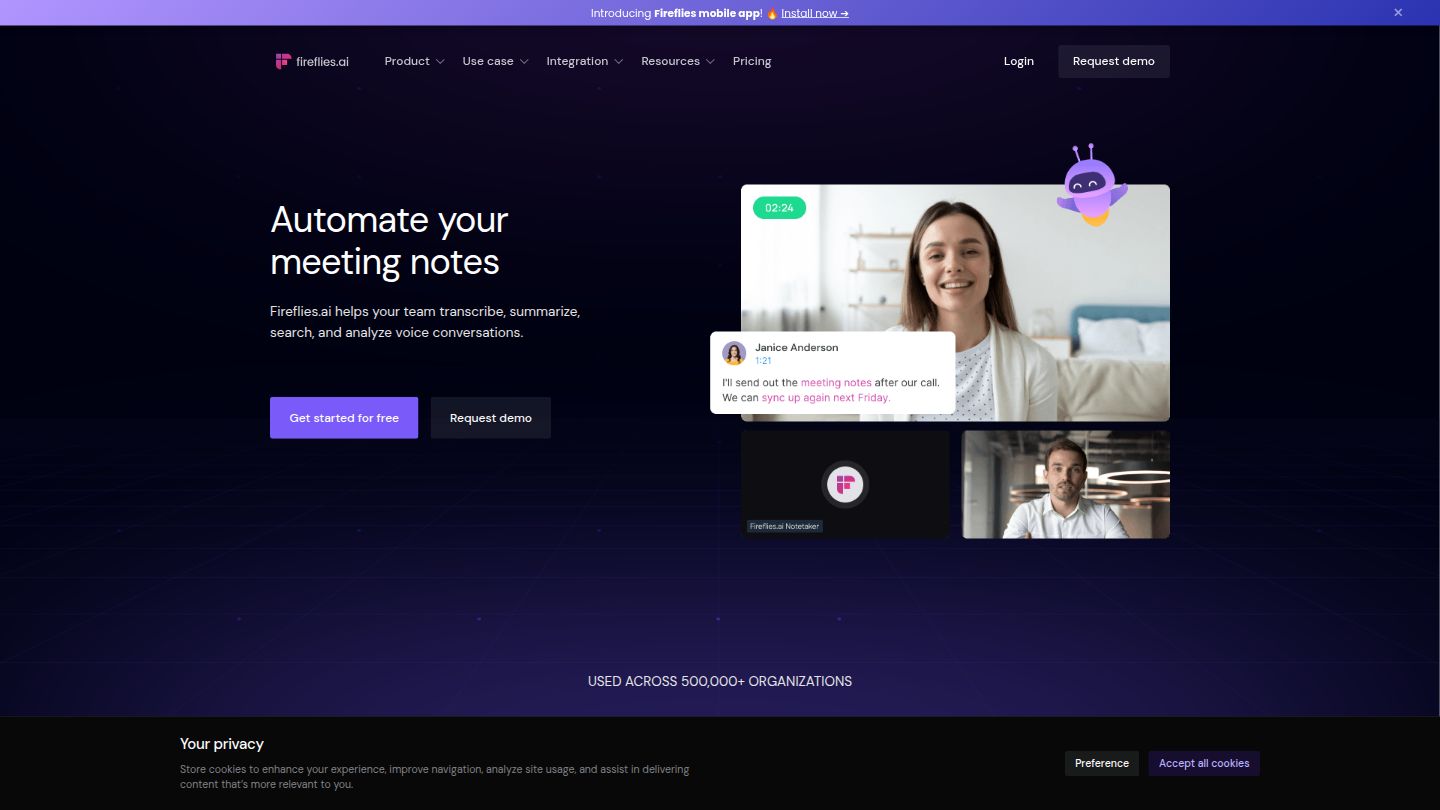 Introducing Fireflies mobile app! 🔥 Install now →
fireflies.ai
Product
Use case
Integration
Resources
Pricing
Login
Request demo
Automate your
meeting notes
Fireflies.ai helps your team transcribe, summarize,
search, and analyze voice conversations.
Get started for free
Request demo
02:24
Janice Anderson
1:21
I'll send out the meeting notes after our call.
We can sync up again next Friday.
Fireflies.ai Notetaker
USED ACROSS 500,000+ ORGANIZATIONS
Your privacy
Store cookies to enhance your experience, improve navigation, analyze site usage, and assist in delivering
content that's more relevant to you.
Preference
Accept all cookies